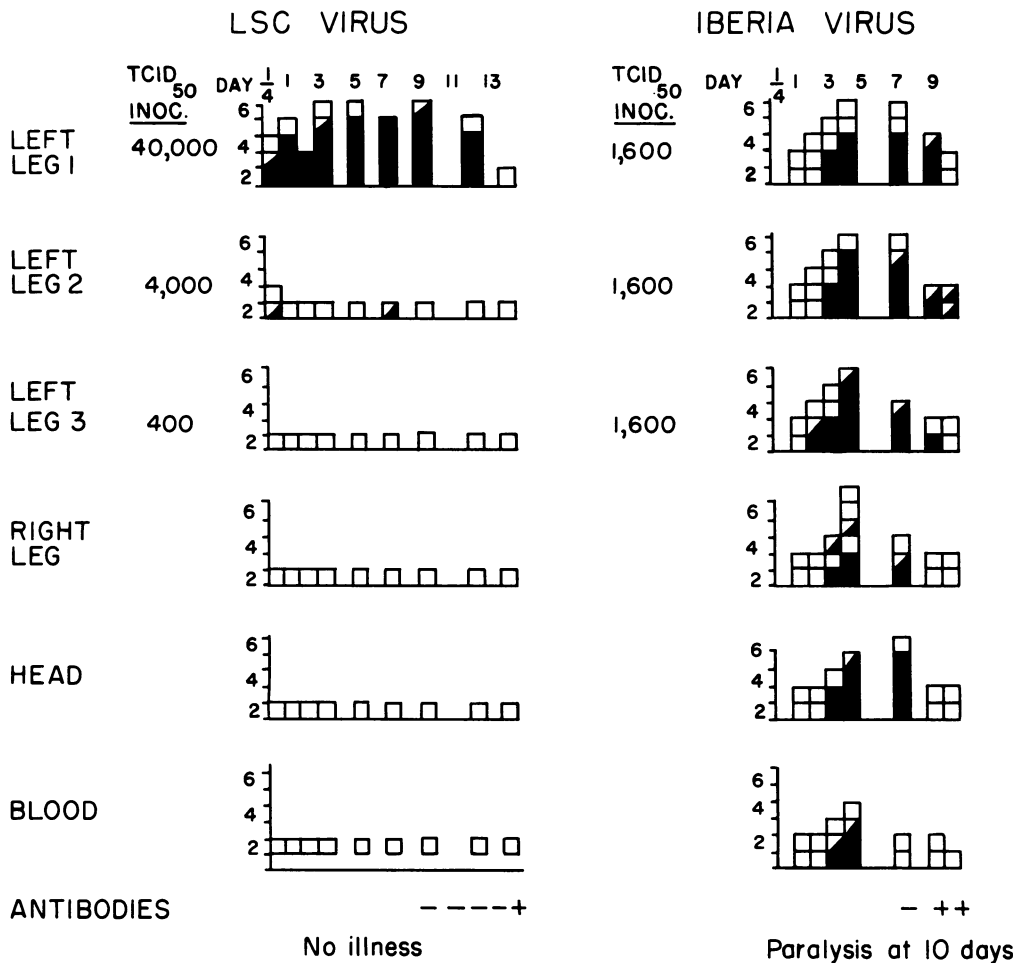 LSC VIRUS
IBERIA VIRUS
TCID50 DAY 1/4 1 3 5 7 9 11 13
TCID50 DAY 1/4 1 3 5 7 9
INOC.
INOC.
LEFT LEG 1
40,000
6 4 2
1,600
6 4 2
LEFT LEG 2
4,000
6 4 2
1,600
6 4 2
LEFT LEG 3
400
6 4 2
1,600
6 4 2
RIGHT LEG
6 4 2
6 4 2
HEAD
6 4 2
6 4 2
BLOOD
6 4 2
6 4 2
ANTIBODIES
- - - - - +
- + +
No illness
Paralysis at 10 days